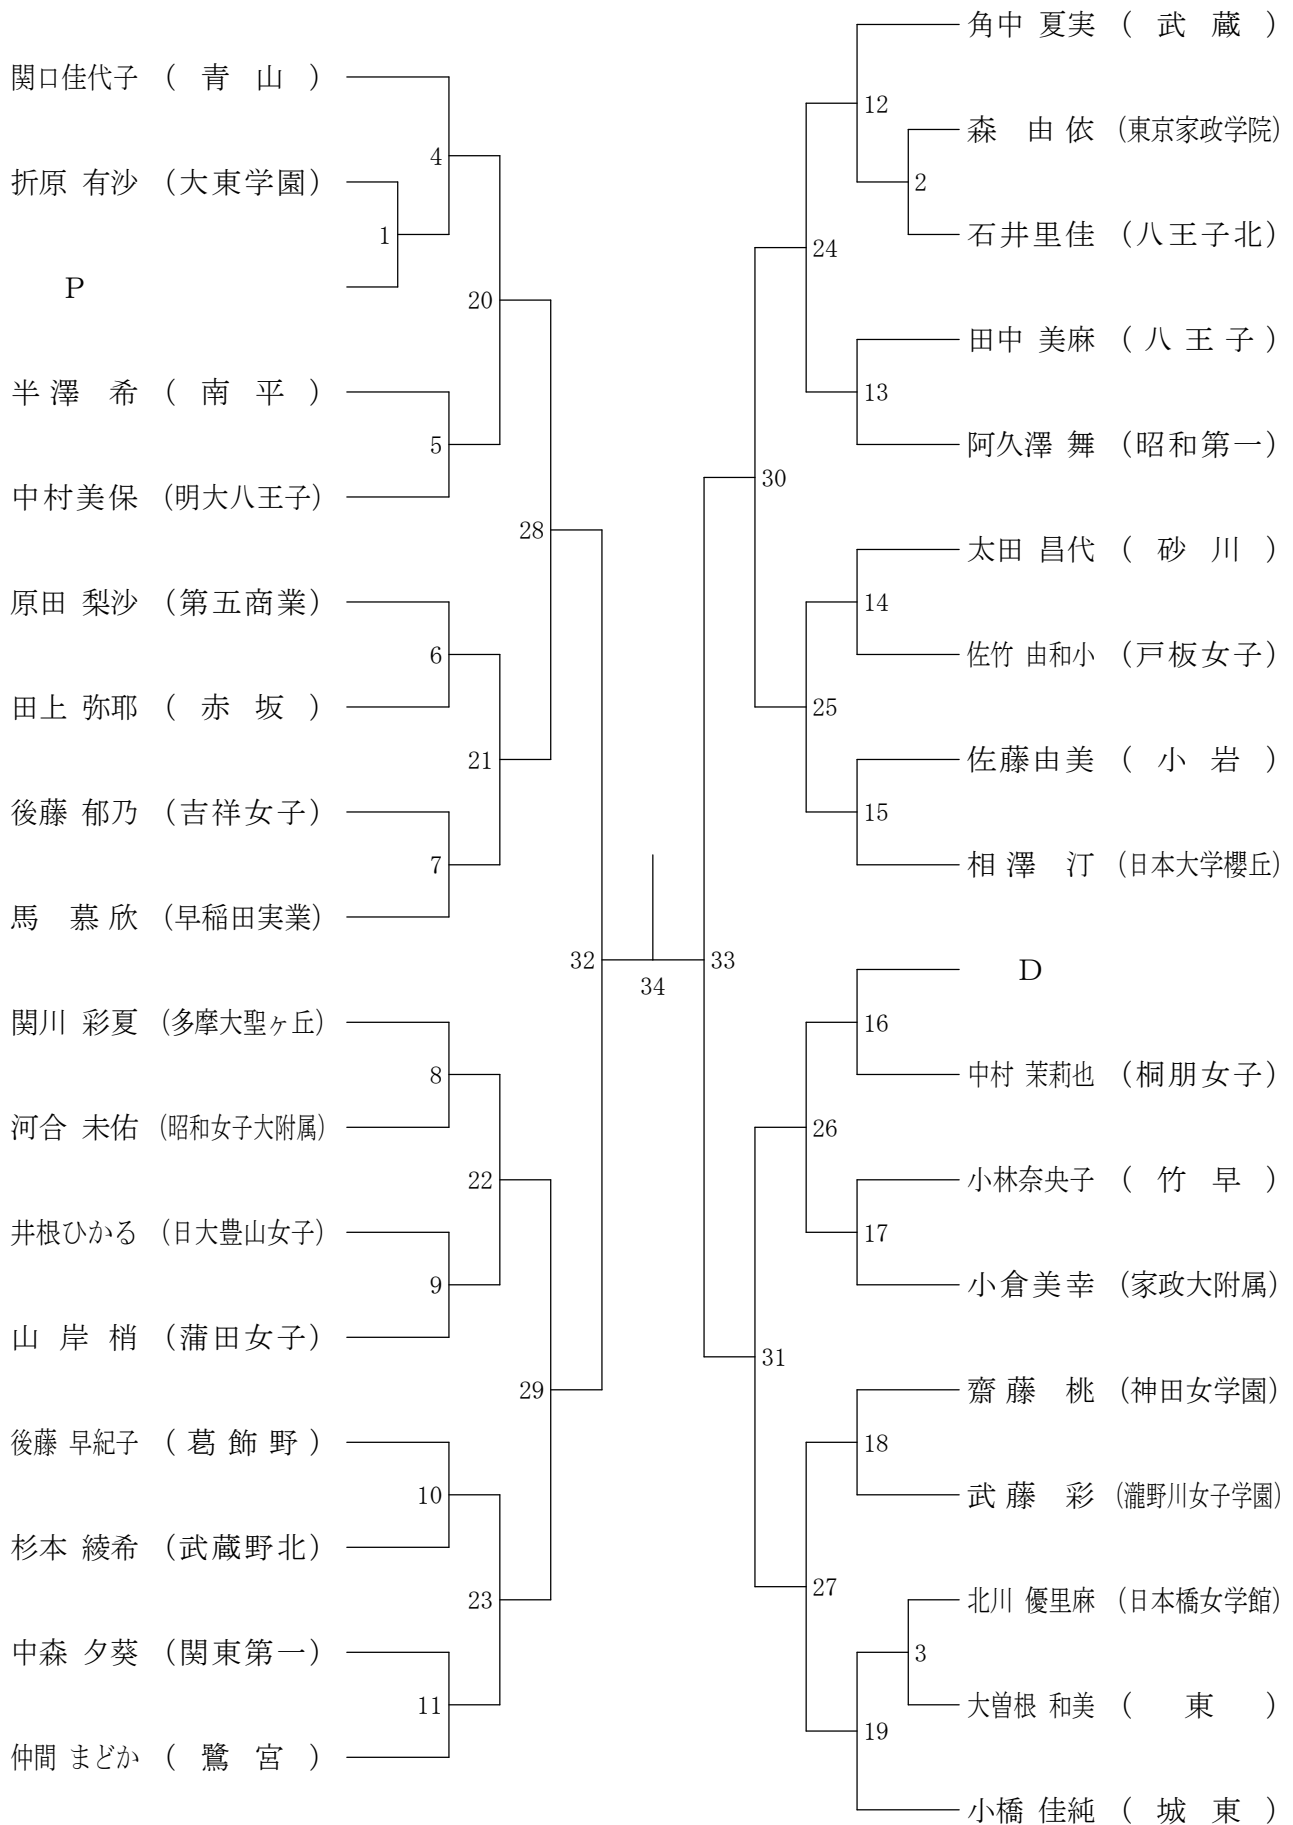 関口佳代子 （ 青 山 ）
4
折原 有沙 （大東学園）
1
P
20
半澤 希 （ 南 平 ）
5
中村美保 （明大八王子）
28
原田 梨沙 （第五商業）
6
田上 弥耶 （ 赤 坂 ）
21
後藤 郁乃 （吉祥女子）
7
馬 慕欣 （早稲田実業）
32
関川 彩夏 （多摩大聖ヶ丘）
8
河合 未佑 （昭和女子大附属）
22
井根ひかる （日大豊山女子）
9
山岸梢 （蒲田女子）
29
後藤 早紀子 （葛飾野）
10
杉本 綾希 （武蔵野北）
23
中森 夕葵 （関東第一）
11
仲間 まどか （ 鷺 宮 ）
34
角中 夏実 （ 武 蔵 ）
12
森 由依 （東京家政学院）
2
石井里佳 （八王子北）
24
田中 美麻 （八王子）
13
阿久澤 舞 （昭和第一）
30
太田 昌代 （ 砂 川 ）
14
佐竹 由和小 （戸板女子）
25
佐藤由美 （ 小 岩 ）
15
相澤 汀 （日本大学櫻丘）
33
D
16
中村 茉莉也 （桐朋女子）
26
小林奈央子 （ 竹 早 ）
17
小倉美幸 （家政大附属）
31
齋藤 桃 （神田女学園）
18
武藤 彩 （瀧野川女子学園）
27
北川 優里麻 （日本橋女学館）
3
大曽根 和美 （ 東 ）
19
小橋 佳純 （ 城 東 ）